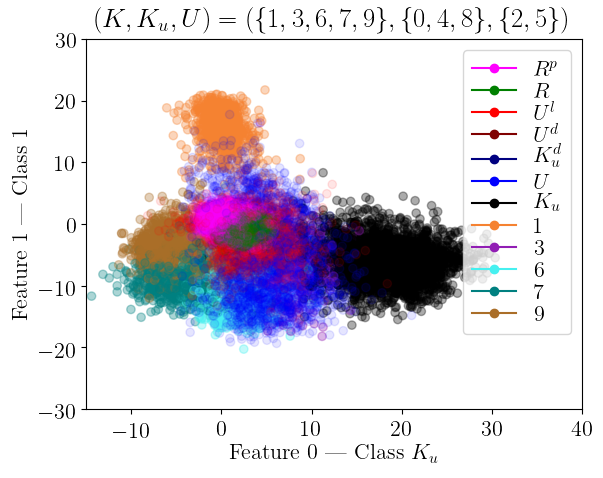 (K, K_u, U) = ({1, 3, 6, 7, 9}, {0, 4, 8}, {2, 5})
30
20
10
0
−10
−20
−30
Feature 1 — Class 1
R^p
R
U^l
U^d
K_u^d
U
K_u
1
3
6
7
9
−10
0
10
20
30
40
Feature 0 — Class K_u